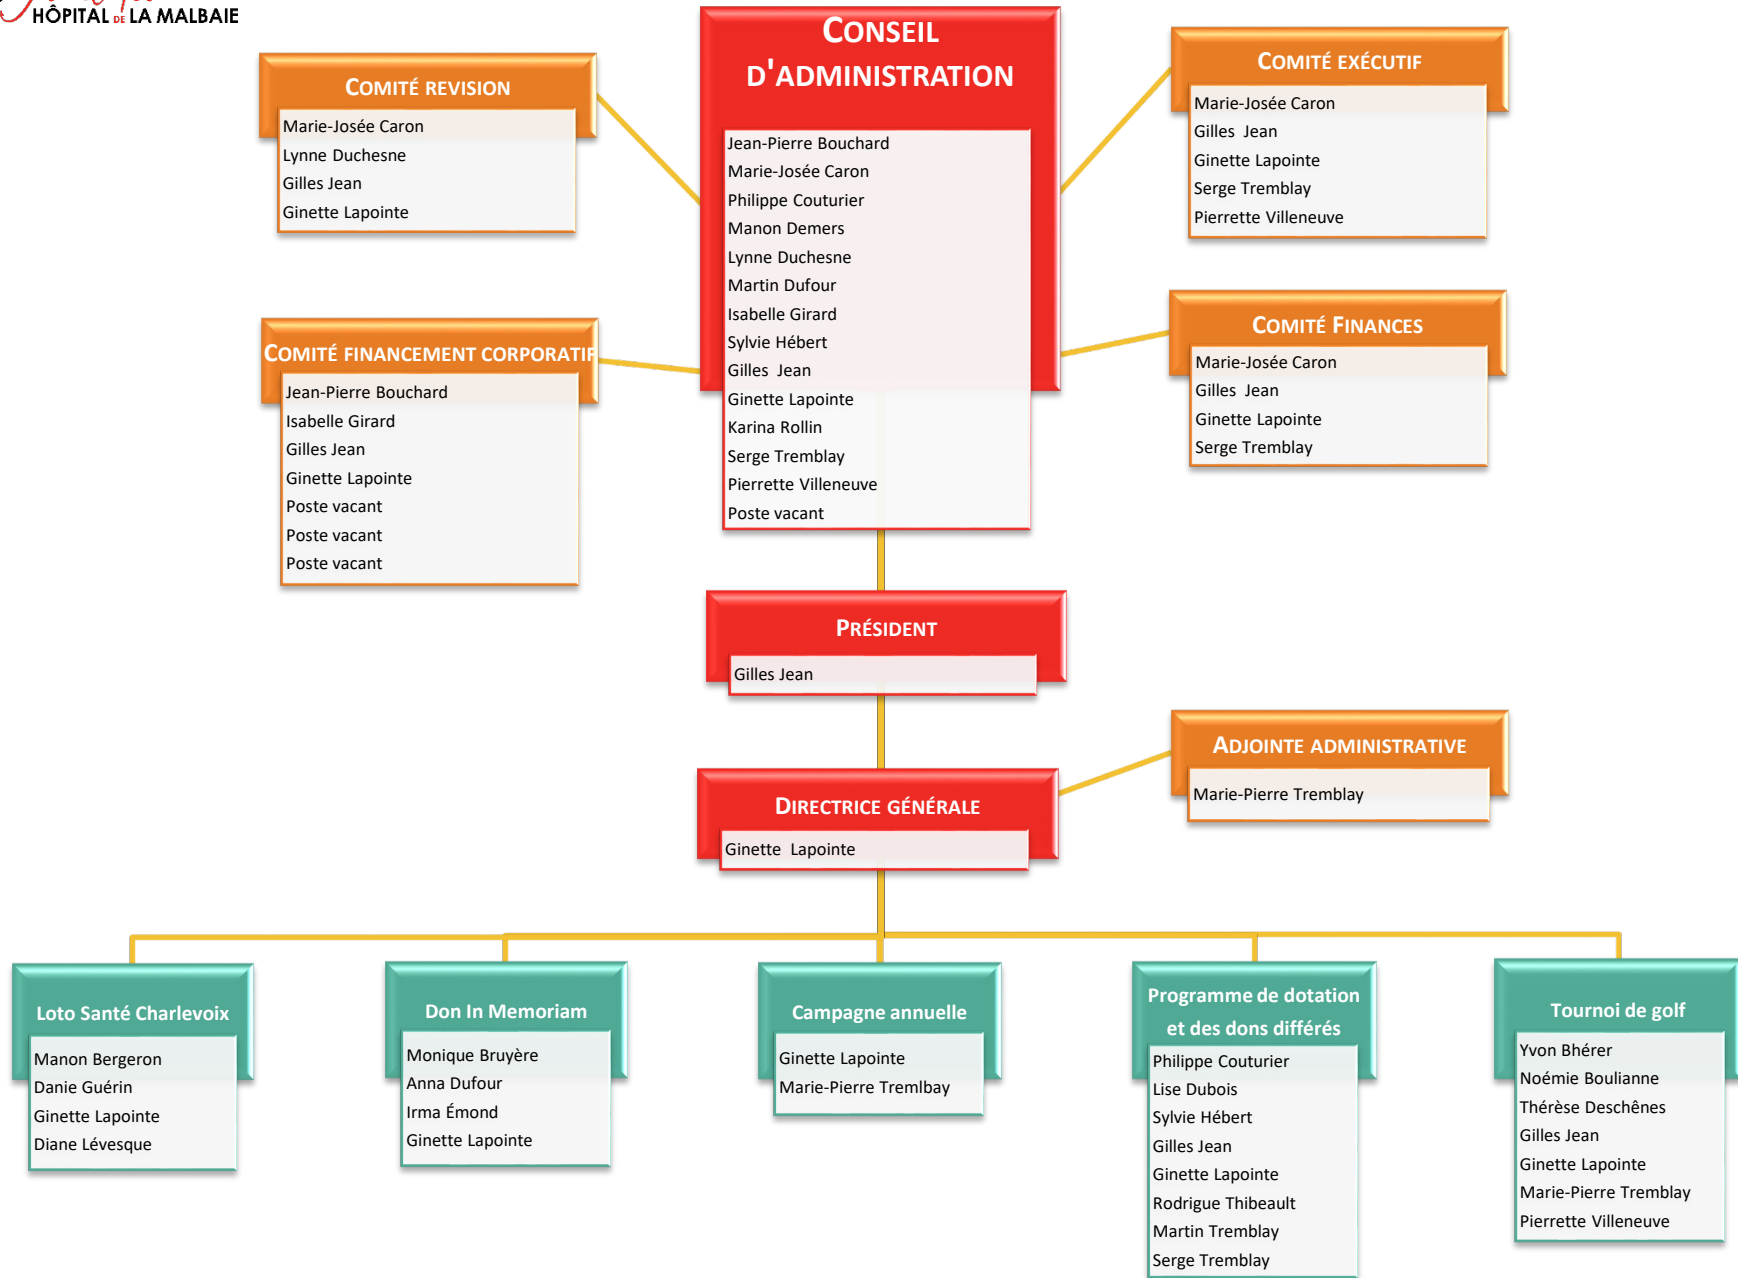 HÔPITAL DE LA MALBAIE
CONSEIL
D'ADMINISTRATION
Jean-Pierre Bouchard
Marie-Josée Caron
Philippe Couturier
Manon Demers
Lynne Duchesne
Martin Dufour
Isabelle Girard
Sylvie Hébert
Gilles  Jean
Ginette Lapointe
Karina Rollin
Serge Tremblay
Pierrette Villeneuve
Poste vacant
COMITÉ REVISION
Marie-Josée Caron
Lynne Duchesne
Gilles Jean
Ginette Lapointe
COMITÉ EXÉCUTIF
Marie-Josée Caron
Gilles  Jean
Ginette Lapointe
Serge Tremblay
Pierrette Villeneuve
COMITÉ FINANCEMENT CORPORATIF
Jean-Pierre Bouchard
Isabelle Girard
Gilles Jean
Ginette Lapointe
Poste vacant
Poste vacant
Poste vacant
COMITÉ FINANCES
Marie-Josée Caron
Gilles  Jean
Ginette Lapointe
Serge Tremblay
PRÉSIDENT
Gilles Jean
DIRECTRICE GÉNÉRALE
Ginette  Lapointe
ADJOINTE ADMINISTRATIVE
Marie-Pierre Tremblay
Loto Santé Charlevoix
Manon Bergeron
Danie Guérin
Ginette Lapointe
Diane Lévesque
Don In Memoriam
Monique Bruyère
Anna Dufour
Irma Émond
Ginette Lapointe
Campagne annuelle
Ginette Lapointe
Marie-Pierre Tremlbay
Programme de dotation
et des dons différés
Philippe Couturier
Lise Dubois
Sylvie Hébert
Gilles Jean
Ginette Lapointe
Rodrigue Thibeault
Martin Tremblay
Serge Tremblay
Tournoi de golf
Yvon Bhérer
Noémie Boulianne
Thérèse Deschênes
Gilles Jean
Ginette Lapointe
Marie-Pierre Tremblay
Pierrette Villeneuve